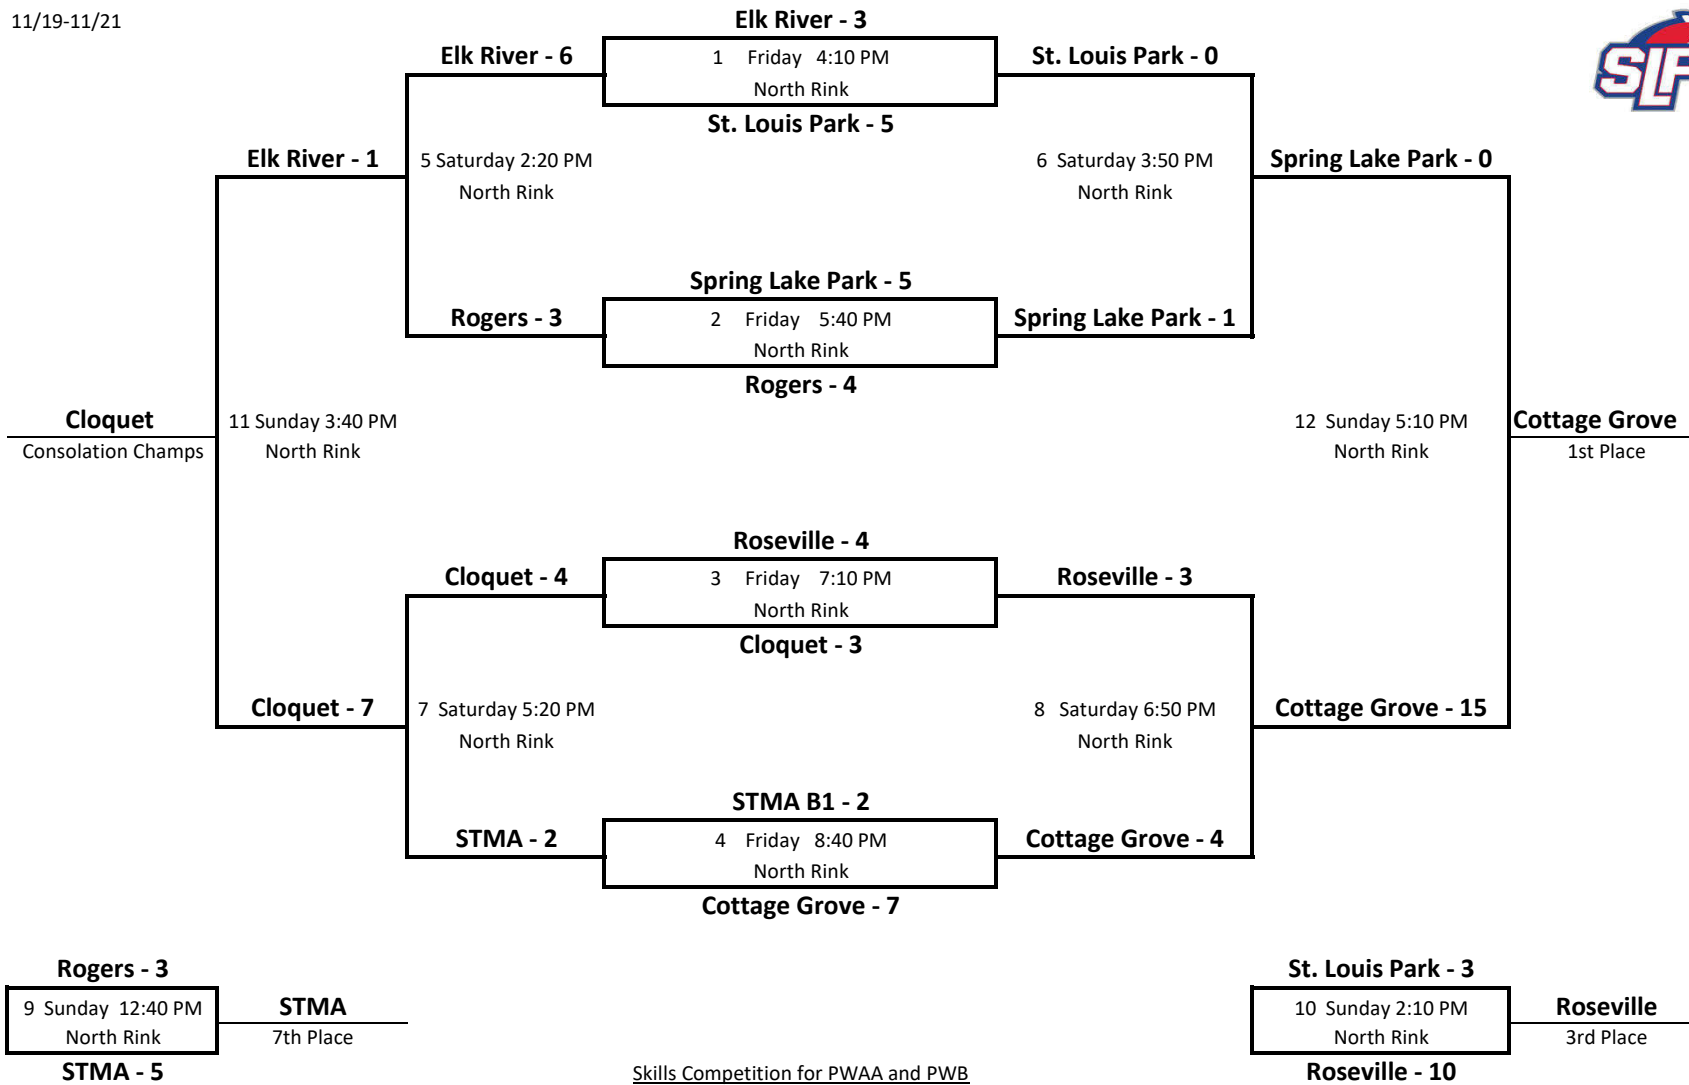 11/19-11/21
Elk River - 3
Elk River - 6
1 Friday 4:10 PM
St. Louis Park - 0
North Rink
St. Louis Park - 5
SLP
Elk River - 1
5 Saturday 2:20 PM
North Rink
6 Saturday 3:50 PM
North Rink
Spring Lake Park - 0
Spring Lake Park - 5
Rogers - 3
2 Friday 5:40 PM
Spring Lake Park - 1
North Rink
Rogers - 4
Cloquet
Consolation Champs
11 Sunday 3:40 PM
North Rink
12 Sunday 5:10 PM
North Rink
Cottage Grove
1st Place
Roseville - 4
Cloquet - 4
3 Friday 7:10 PM
Roseville - 3
North Rink
Cloquet - 3
Cloquet - 7
7 Saturday 5:20 PM
North Rink
8 Saturday 6:50 PM
North Rink
Cottage Grove - 15
STMA B1 - 2
STMA - 2
4 Friday 8:40 PM
Cottage Grove - 4
North Rink
Cottage Grove - 7
Rogers - 3
9 Sunday 12:40 PM
North Rink
STMA - 5
STMA
7th Place
Skills Competition for PWAA and PWB
St. Louis Park - 3
10 Sunday 2:10 PM
North Rink
Roseville - 10
Roseville
3rd Place